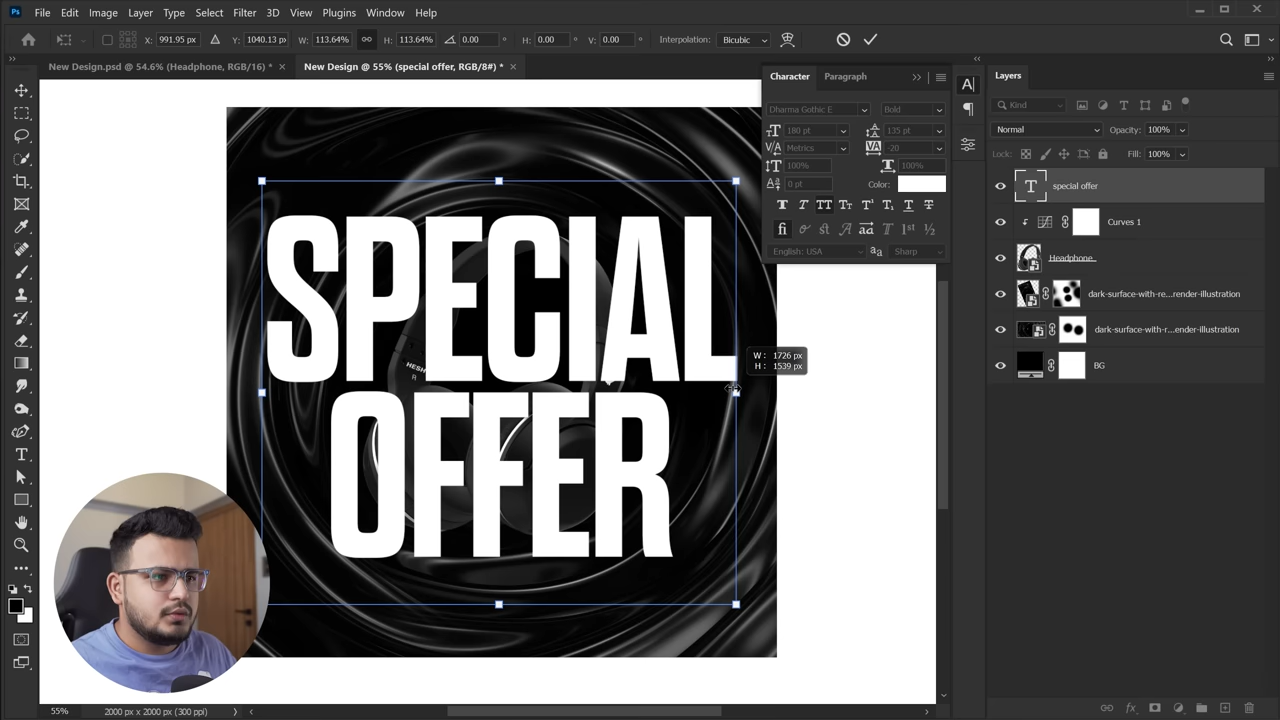 Ps File Edit Image Layer Type Select Filter 3D View Plugins Window Help
X: 991.95 px Y: 1040.13 px W: 113.64% H: 113.64% 0.00 ° H: 0.00 ° V: 0.00 ° Interpolation: Bicubic
New Design.psd @ 54.6% (Headphone, RGB/16) * × New Design @ 55% (special offer, RGB/8#) * ×
Character Paragraph
Dharma Gothic E Bold
180 pt 135 pt
Metrics -20
100% 100%
0 pt Color:
English: USA Sharp
Layers
Kind
Normal Opacity: 100%
Lock: Fill: 100%
special offer
Curves 1
Headphone
dark-surface-with-re...render-illustration
dark-surface-with-r...ender-illustration
BG
SPECIAL
OFFER
HESH
R
W: 1726 px
H: 1539 px
55% 2000 px x 2000 px (300 ppi)